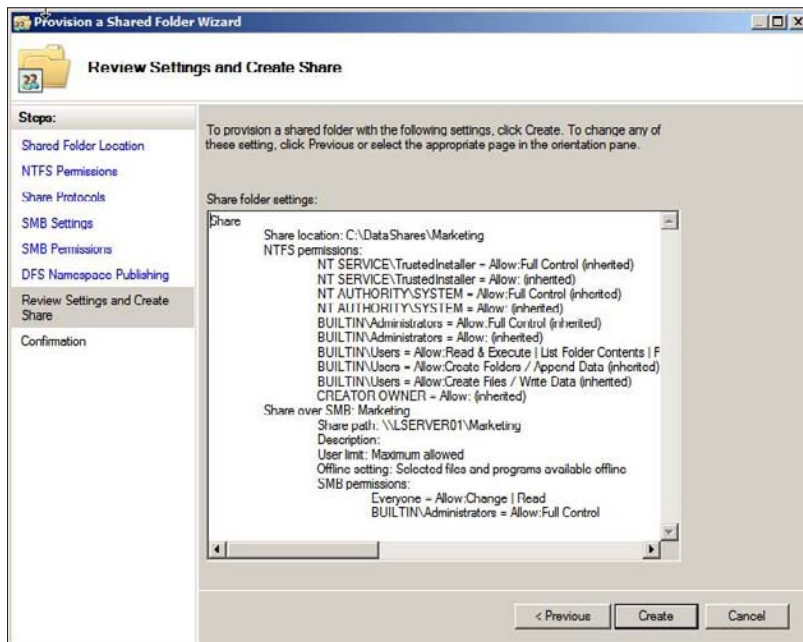 Provision a Shared Folder Wizard
Review Settings and Create Share
Steps:
Shared Folder Location
NTFS Permissions
Share Protocols
SMB Settings
SMB Permissions
DFS Namespace Publishing
Review Settings and Create
Share
Confirmation
To provision a shared folder with the following settings, click Create. To change any of
these setting, click Previous or select the appropriate page in the orientation pane.
Share folder settings:
Share
Share location: C:\DataShares\Marketing
NTFS permissions:
NT SERVICE\TrustedInstaller = Allow:Full Control (inherited)
NT SERVICE\TrustedInstaller = Allow: (inherited)
NT AUTHORITY\SYSTEM = Allow:Full Control (inherited)
NT AUTHORITY\SYSTEM = Allow: (inherited)
BUILTIN\Administrators = Allow:Full Control (inherited)
BUILTIN\Administrators = Allow: (inherited)
BUILTIN\Users = Allow:Read & Execute | List Folder Contents | F
BUILTIN\Users = Allow:Create Folders / Append Data (inherited)
BUILTIN\Users = Allow:Create Files / Write Data (inherited)
CREATOR OWNER = Allow: (inherited)
Share over SMB: Marketing
Share path: \\LSERVER01\Marketing
Description:
User limit: Maximum allowed
Offline setting: Selected files and programs available offline
SMB permissions:
Everyone = Allow:Change | Read
BUILTIN\Administrators = Allow:Full Control
< Previous
Create
Cancel